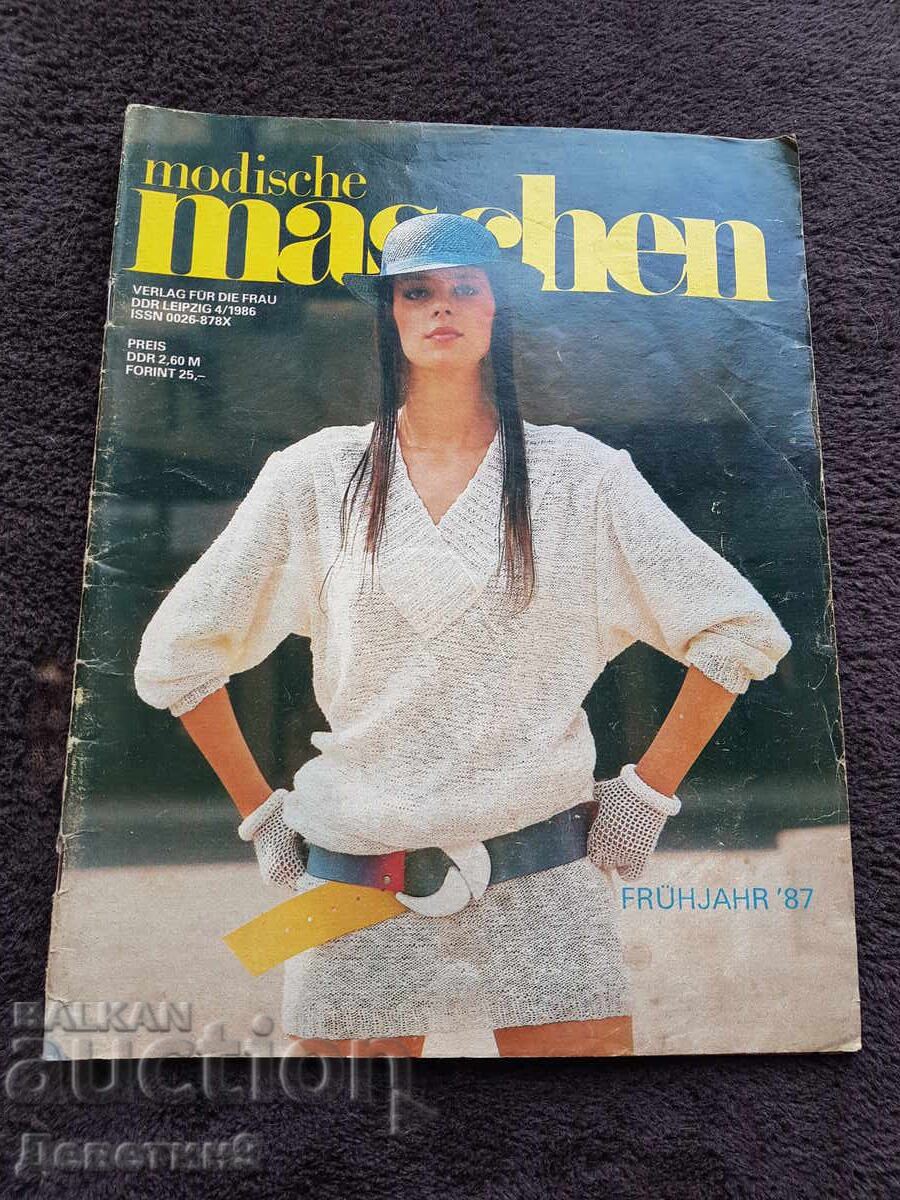 modische
maschen
VERLAG FÜR DIE FRAU
DDR LEIPZIG 4/1986
ISSN 0026-878X
PREIS
DDR 2,60 M
FORINT 25,–
FRÜHJAHR '87
BALKAN
auction
Депеткин9